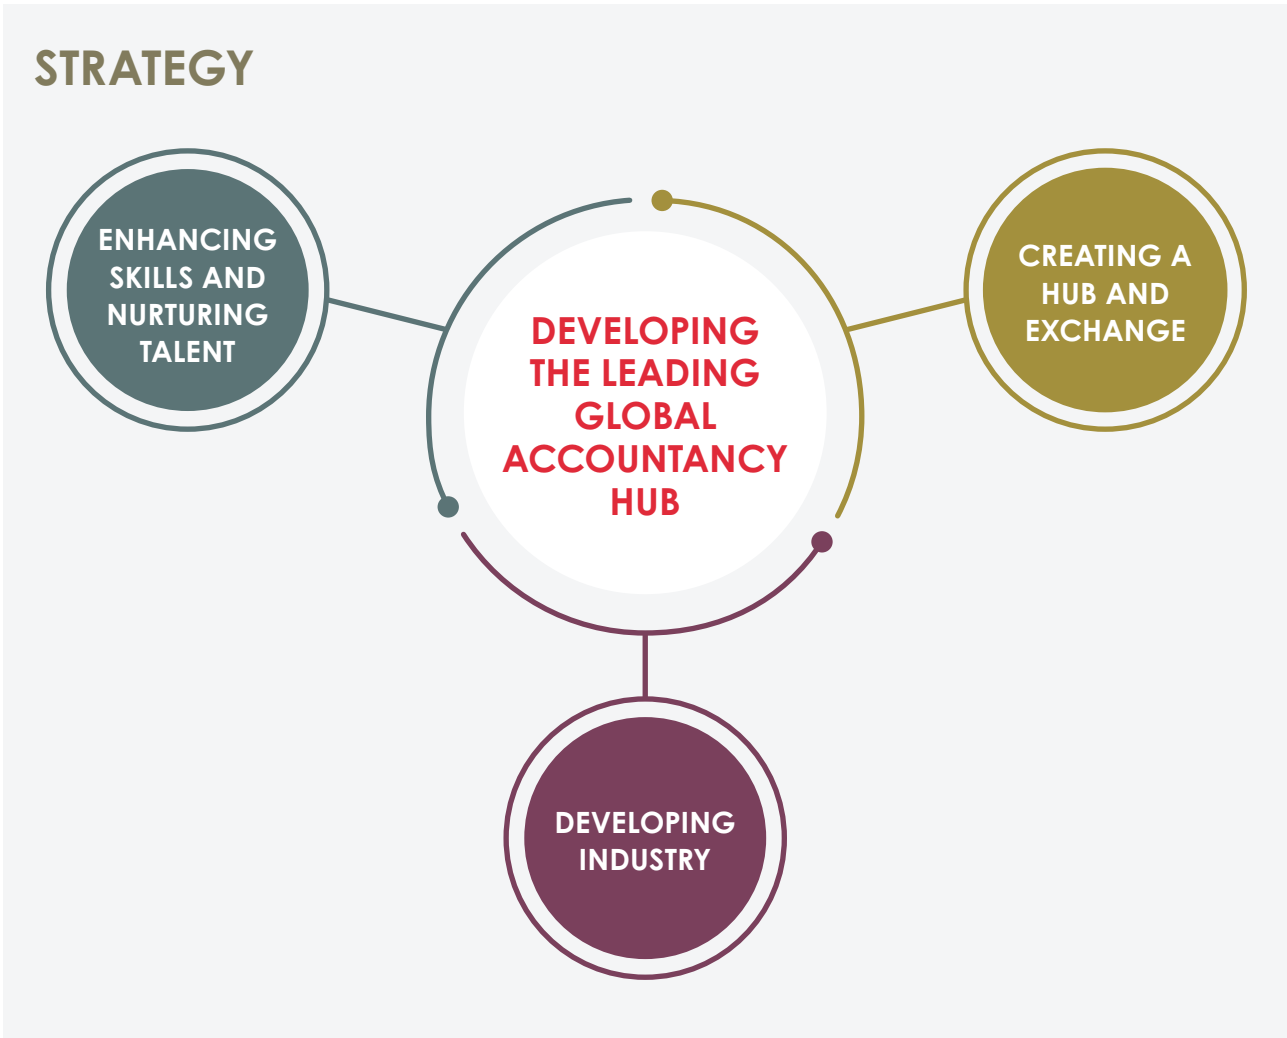 STRATEGY
ENHANCING
SKILLS AND
NURTURING
TALENT
DEVELOPING
THE LEADING
GLOBAL
ACCOUNTANCY
HUB
CREATING A
HUB AND
EXCHANGE
DEVELOPING
INDUSTRY